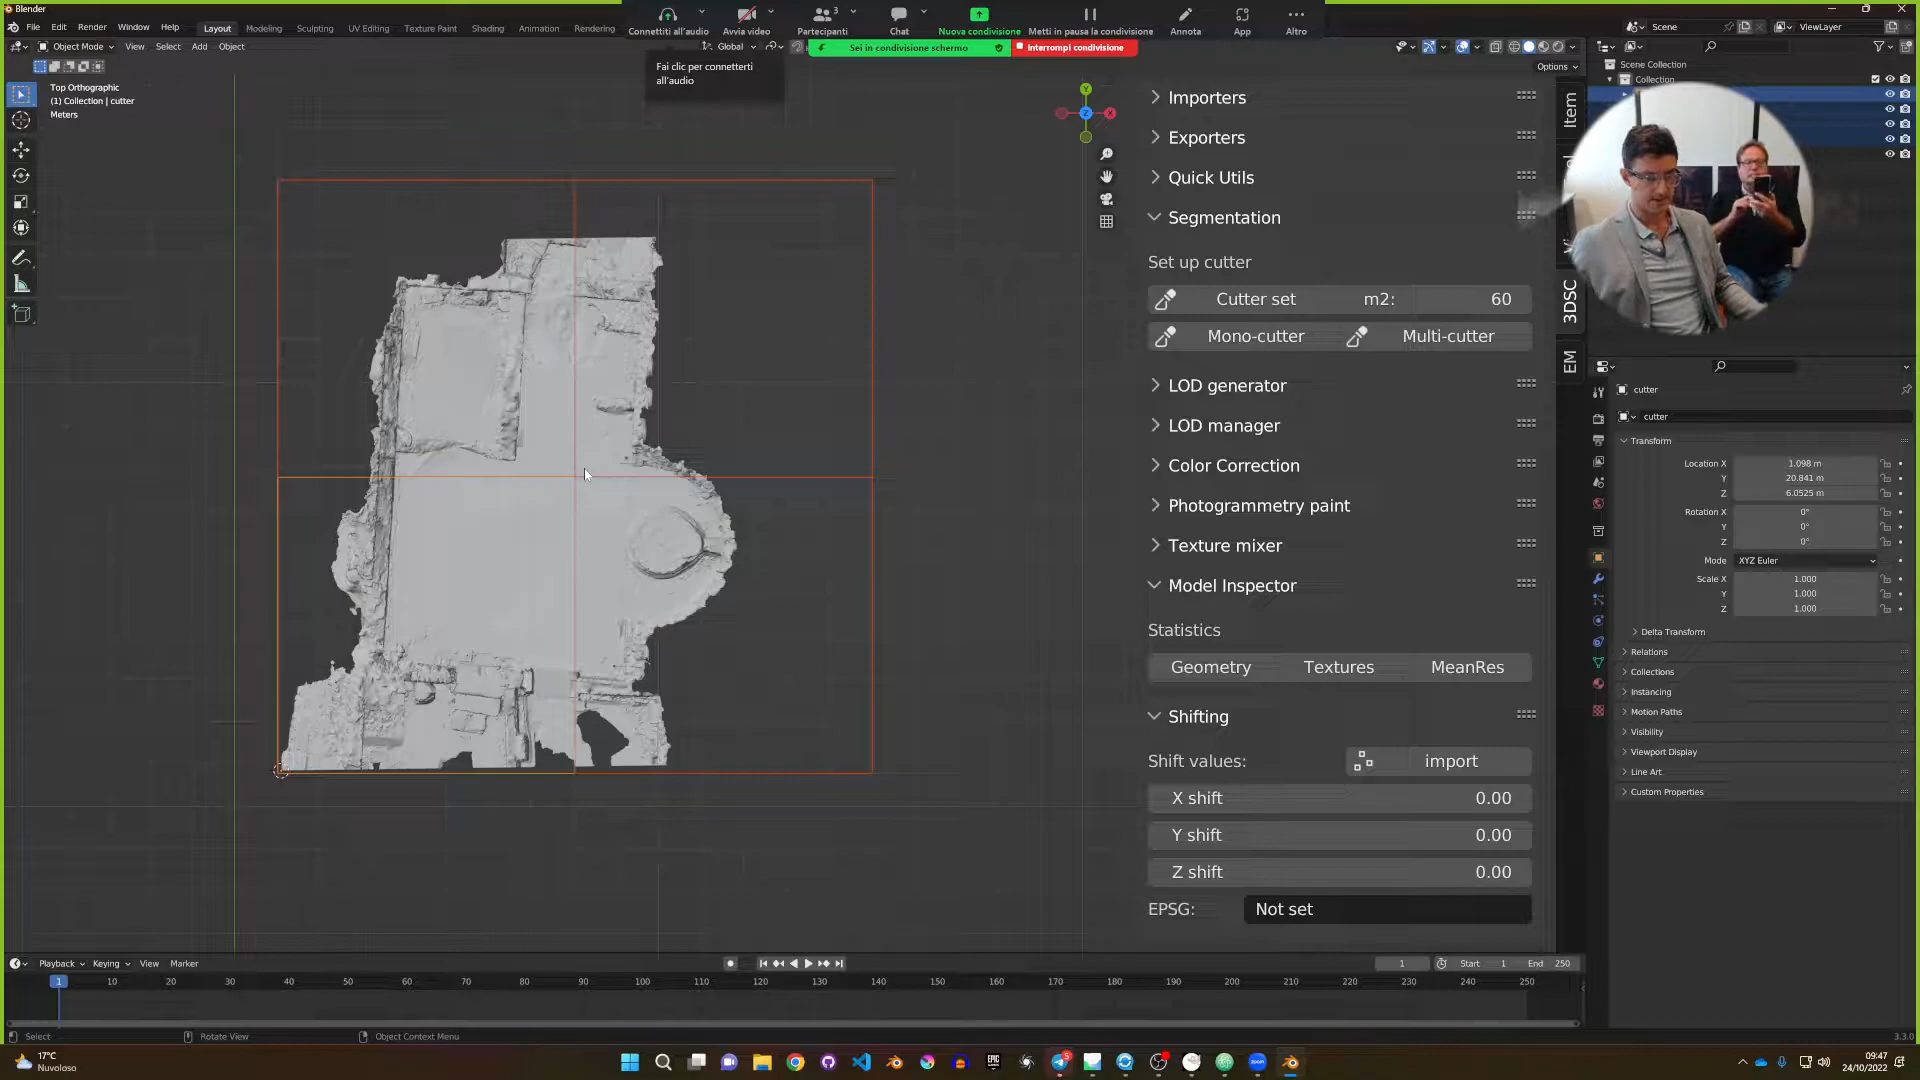 Blender
File Edit Render Window Help
Layout Modeling Sculpting UV Editing Texture Paint Shading Animation Rendering
Connettiti all'audio Avvia video Partecipanti 3 Chat Nuova condivisione Metti in pausa la condivisione Annota App Altro
Scene ViewLayer
Object Mode View Select Add Object
Global
Sei in condivisione schermo Interrompi condivisione
Options
Fai clic per connetterti
all'audio
Top Orthographic
(1) Collection | cutter
Meters
Y
Z
X
Importers
Exporters
Quick Utils
Segmentation
Set up cutter
Cutter set m2: 60
Mono-cutter Multi-cutter
LOD generator
LOD manager
Color Correction
Photogrammetry paint
Texture mixer
Model Inspector
Statistics
Geometry Textures MeanRes
Shifting
Shift values: import
X shift 0.00
Y shift 0.00
Z shift 0.00
EPSG: Not set
Item
3DSC
EM
Scene Collection
Collection
cutter
cutter
Transform
Location X 1.098 m
Y 20.841 m
Z 6.0525 m
Rotation X 0°
Y 0°
Z 0°
Mode XYZ Euler
Scale X 1.000
Y 1.000
Z 1.000
Delta Transform
Relations
Collections
Instancing
Motion Paths
Visibility
Viewport Display
Line Art
Custom Properties
Playback Keying View Marker
1 Start 1 End 250
1 10 20 30 40 50 60 70 80 90 100 110 120 130 140 150 160 170 180 190 200 210 220 230 240 250
Select Rotate View Object Context Menu
3.3.0
17°C
Nuvoloso
EPIC
5
zoom
09:47
24/10/2022